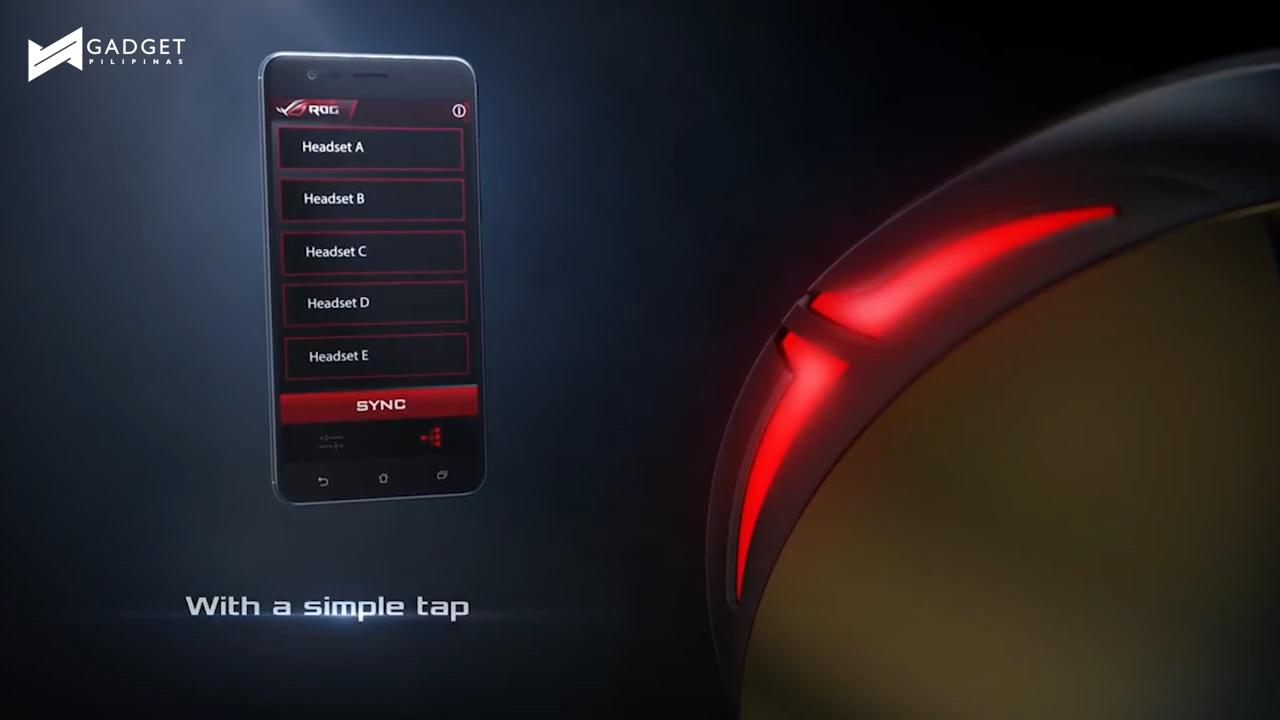 GADGET
PILIPINAS
ROG
Headset A
Headset B
Headset C
Headset D
Headset E
SYNC
With a simple tap